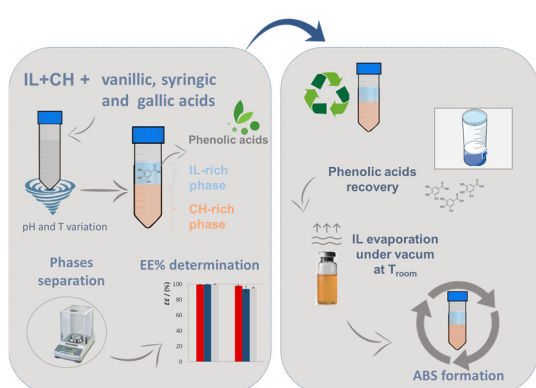 IL+CH + vanillic, syringic
and gallic acids
Phenolic acids
IL-rich
phase
CH-rich
phase
pH and T variation
Phases
separation
EE% determination
EE / (%)
100
80
60
40
20
0
Phenolic acids
recovery
IL evaporation
under vacum
at Troom
ABS formation